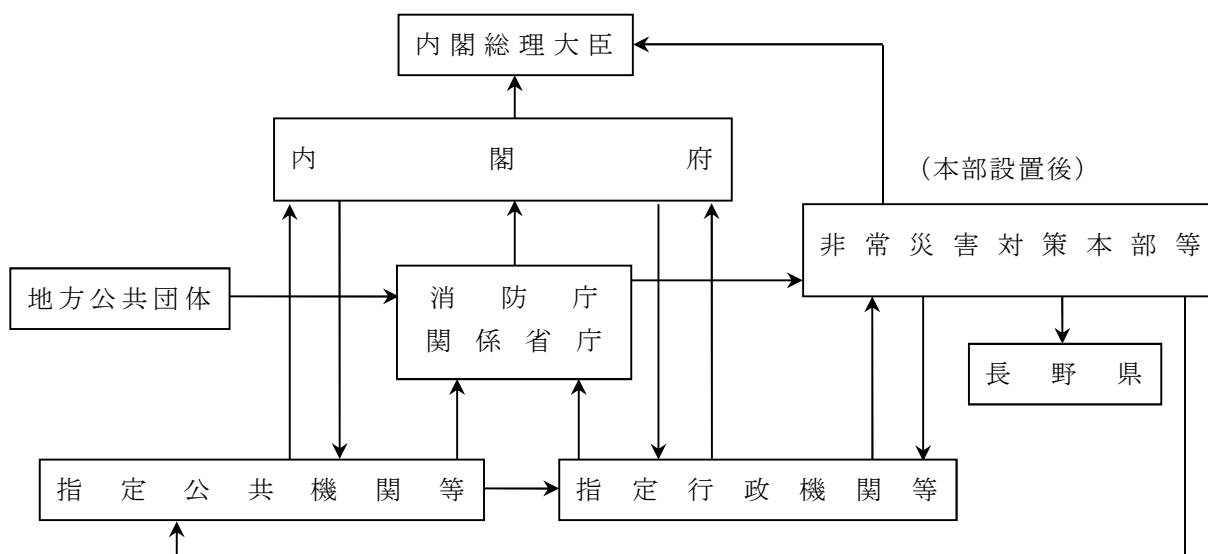 内閣総理大臣
内閣府
（本部設置後）
非常災害対策本部等
地方公共団体
消防庁
関係省庁
長野県
指定公共機関等
指定行政機関等